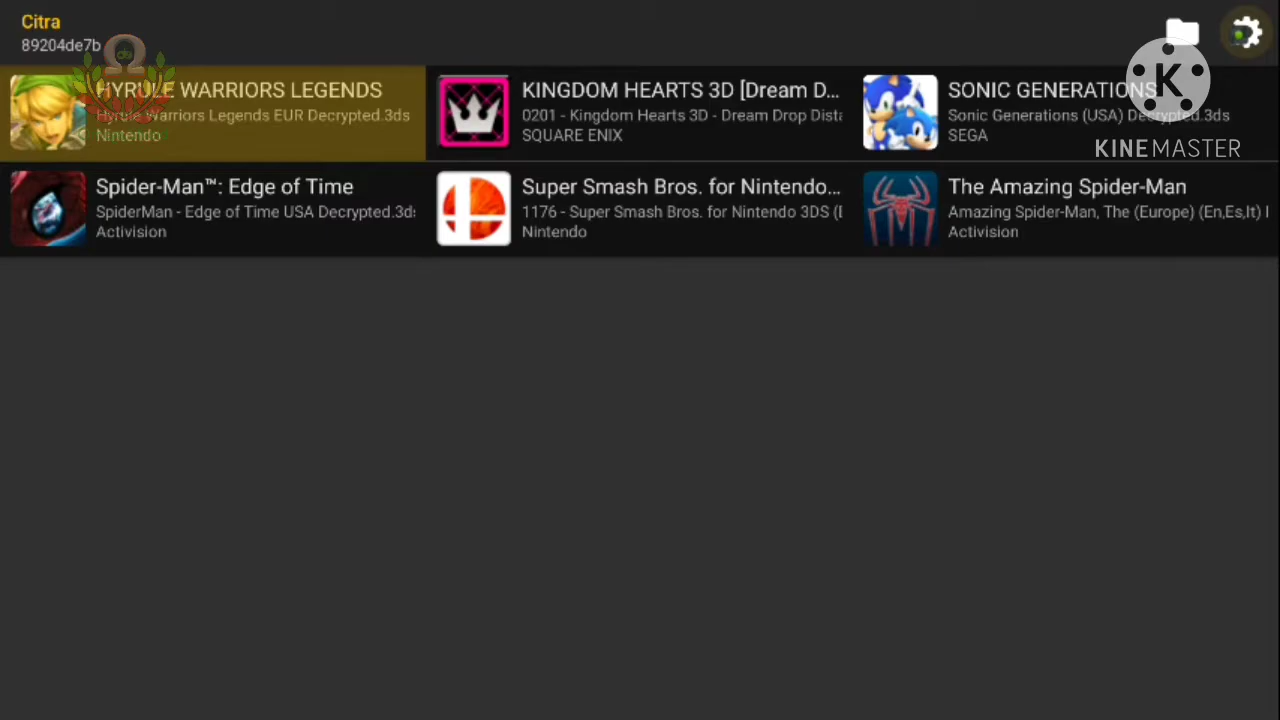 Citra
89204de7b
HYRULE WARRIORS LEGENDS
Hyrule Warriors Legends EUR Decrypted.3ds
Nintendo
KINGDOM HEARTS 3D [Dream D...
0201 - Kingdom Hearts 3D - Dream Drop Dista
SQUARE ENIX
SONIC GENERATIONS
Sonic Generations (USA) Decrypted.3ds
SEGA
K
KINEMASTER
Spider-Man™: Edge of Time
SpiderMan - Edge of Time USA Decrypted.3ds
Activision
Super Smash Bros. for Nintendo...
1176 - Super Smash Bros. for Nintendo 3DS (
Nintendo
The Amazing Spider-Man
Amazing Spider-Man, The (Europe) (En,Es,It)
Activision